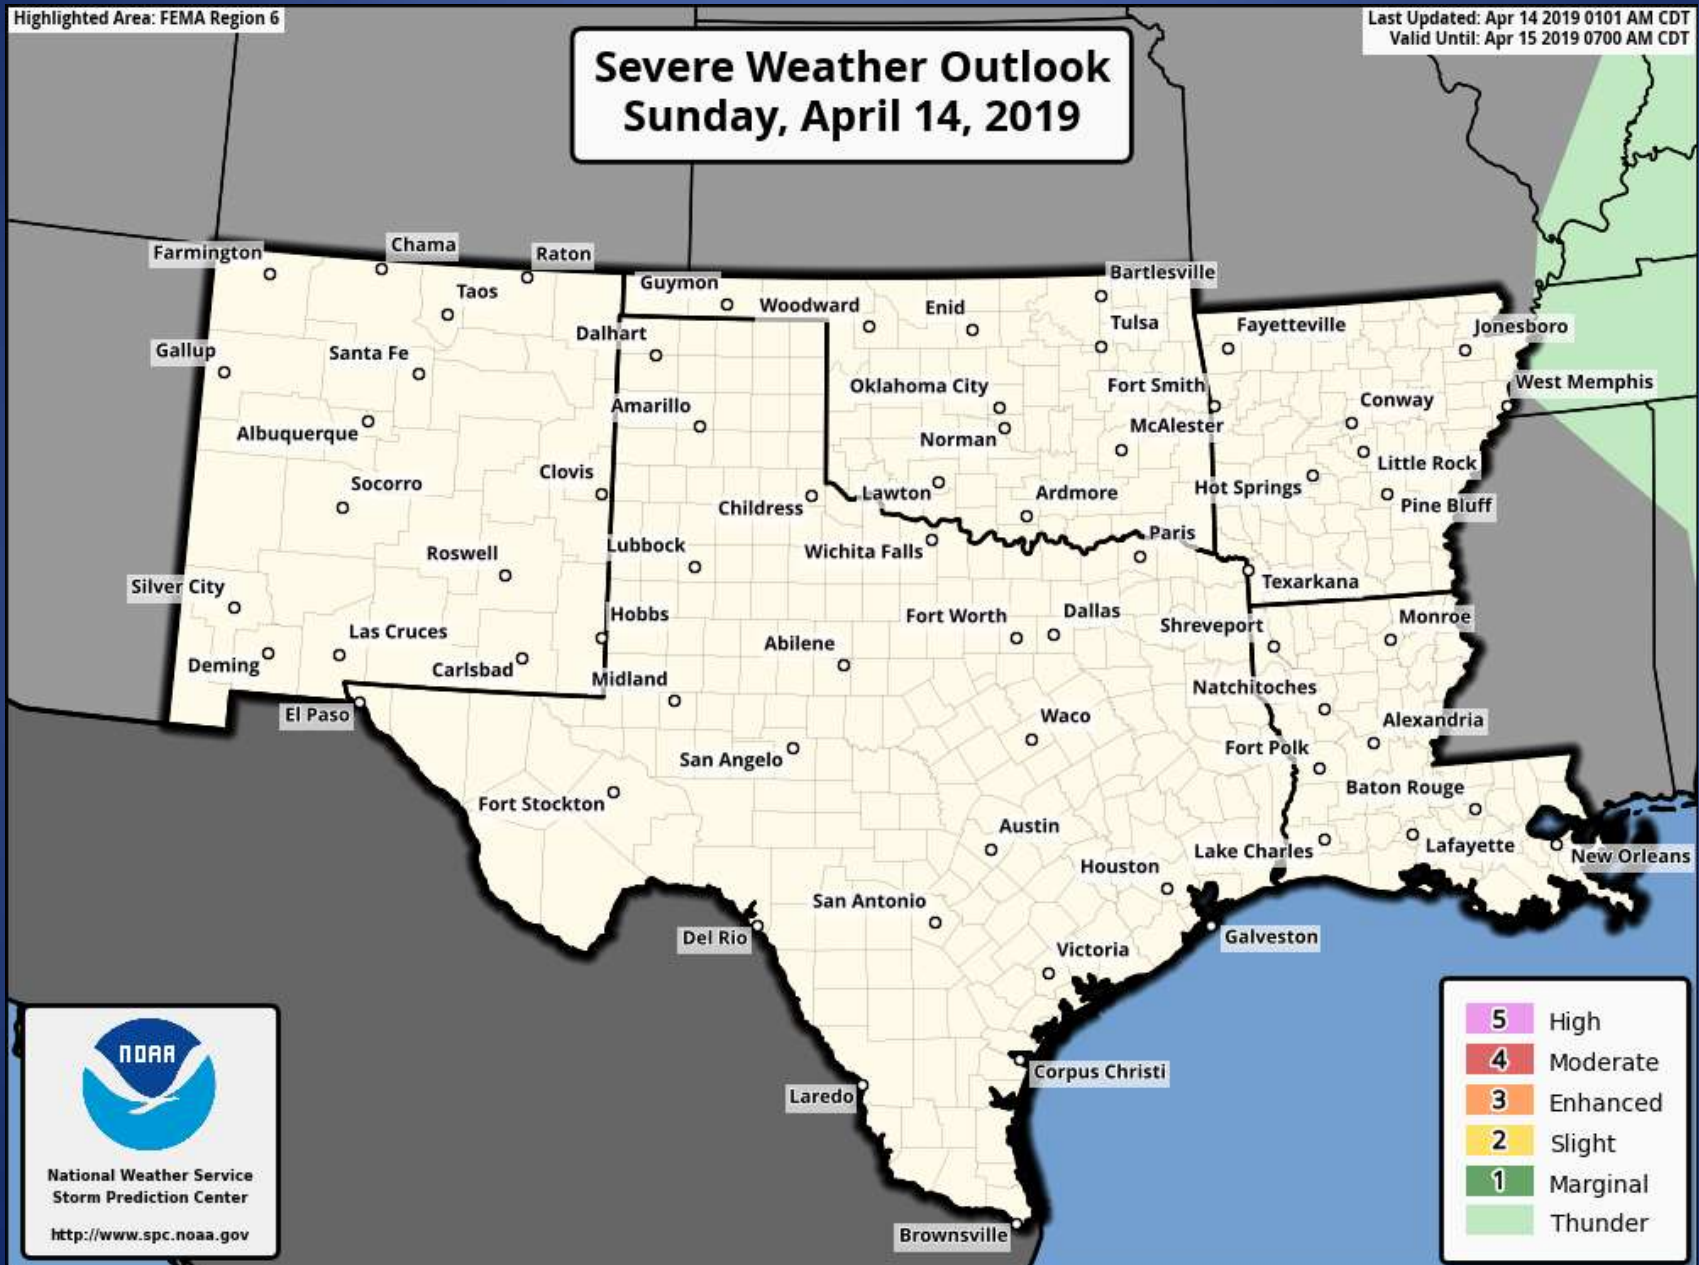 Highlighted Area: FEMA Region 6
Last Updated: Apr 14 2019 0101 AM CDT
Valid Until: Apr 15 2019 0700 AM CDT
Severe Weather Outlook
Sunday, April 14, 2019
Farmington
Chama
Raton
Taos
Guymon
Woodward
Enid
Bartlesville
Tulsa
Fayetteville
Jonesboro
Dalhart
Gallup
Santa Fe
Oklahoma City
Fort Smith
West Memphis
Conway
Amarillo
Albuquerque
Norman
McAlester
Little Rock
Socorro
Clovis
Childress
Lawton
Ardmore
Hot Springs
Pine Bluff
Roswell
Lubbock
Wichita Falls
Paris
Texarkana
Silver City
Hobbs
Fort Worth
Dallas
Shreveport
Monroe
Las Cruces
Deming
Carlsbad
Midland
Abilene
Natchitoches
El Paso
Waco
Alexandria
San Angelo
Fort Polk
Fort Stockton
Baton Rouge
Austin
Houston
Lake Charles
Lafayette
New Orleans
San Antonio
Del Rio
Victoria
Galveston
Corpus Christi
Laredo
Brownsville
NOAA
National Weather Service
Storm Prediction Center
http://www.spc.noaa.gov
5 High
4 Moderate
3 Enhanced
2 Slight
1 Marginal
Thunder